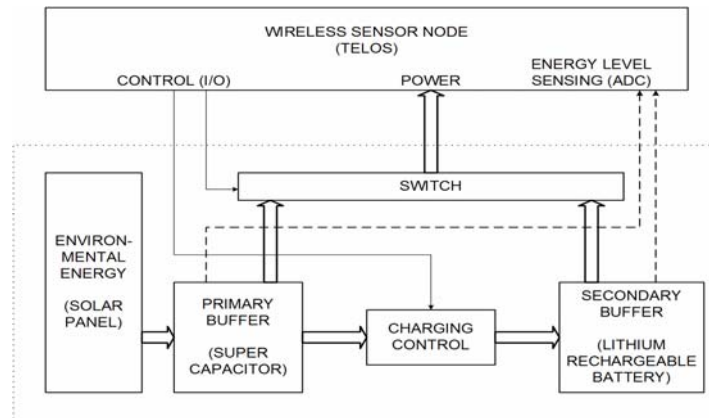 WIRELESS SENSOR NODE
(TELOS)
CONTROL (I/O)
POWER
ENERGY LEVEL
SENSING (ADC)
SWITCH
ENVIRON-
MENTAL
ENERGY
(SOLAR
PANEL)
PRIMARY
BUFFER
(SUPER
CAPACITOR)
CHARGING
CONTROL
SECONDARY
BUFFER
(LITHIUM
RECHARGEABLE
BATTERY)